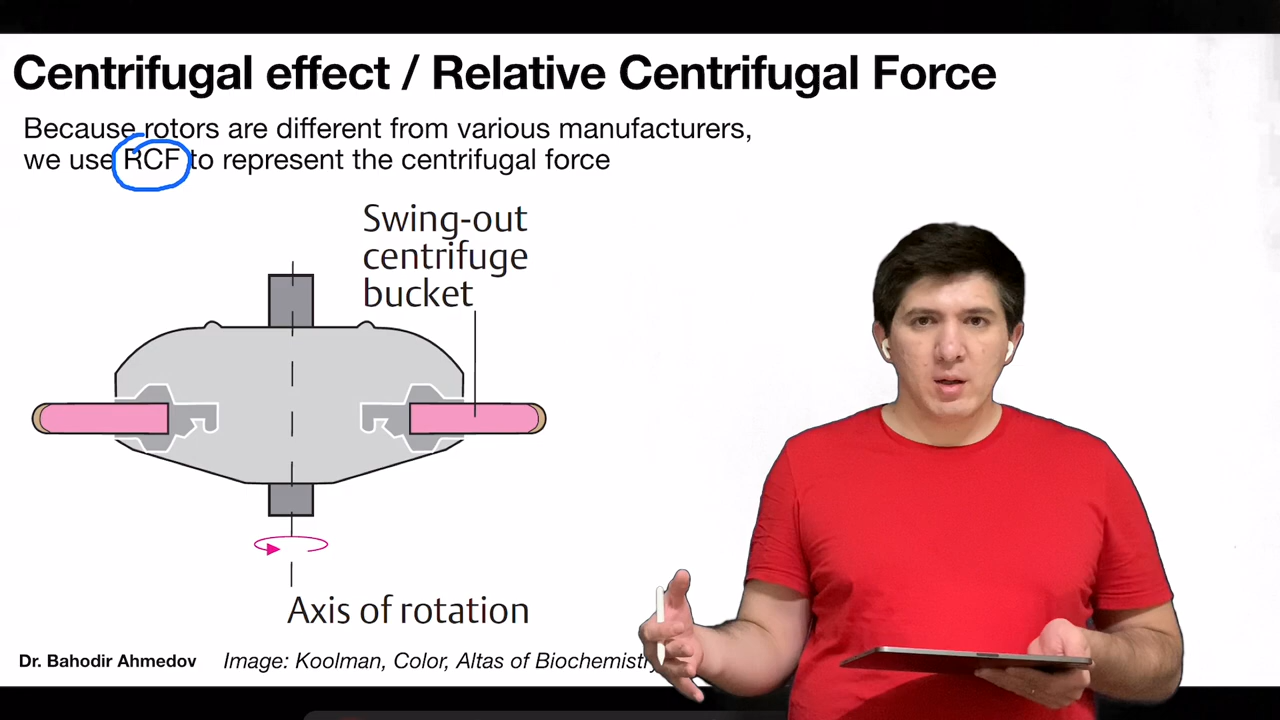 Centrifugal effect / Relative Centrifugal Force
Because rotors are different from various manufacturers,
we use RCF to represent the centrifugal force
Swing-out
centrifuge
bucket
Axis of rotation
Dr. Bahodir Ahmedov
Image: Koolman, Color, Altas of Biochemistry